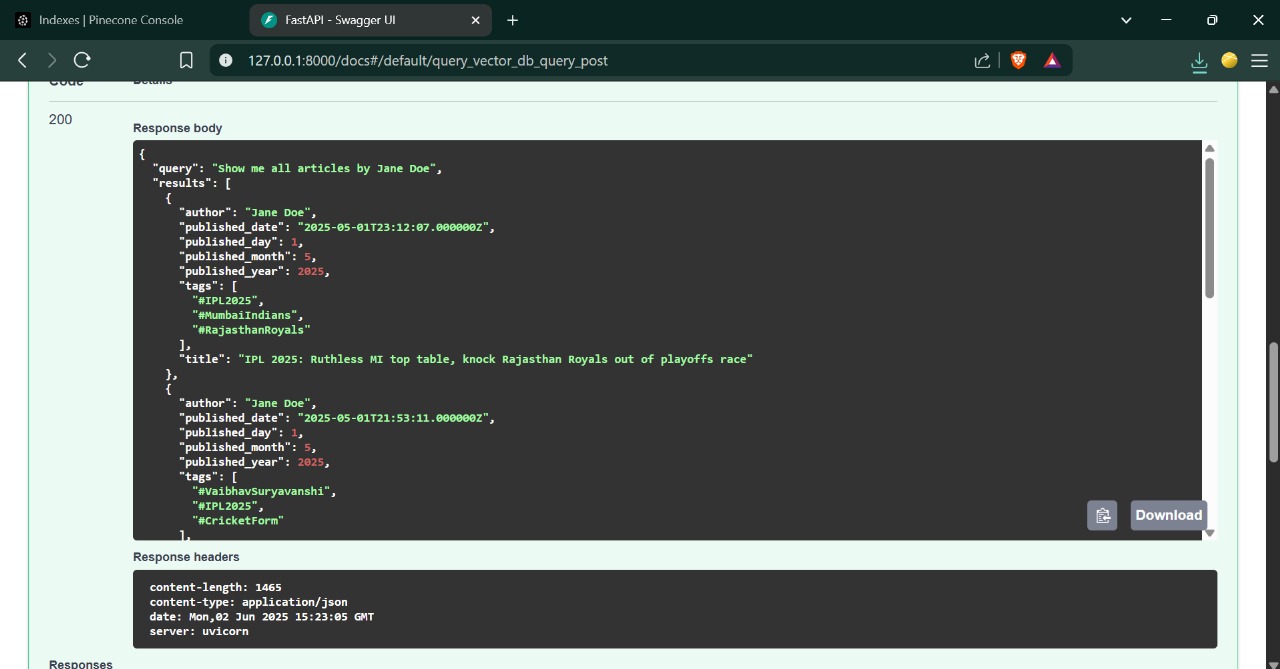 Indexes | Pinecone Console
FastAPI - Swagger UI
127.0.0.1:8000/docs#/default/query_vector_db_query_post
Code Details
200
Response body
{
  "query": "Show me all articles by Jane Doe",
  "results": [
    {
      "author": "Jane Doe",
      "published_date": "2025-05-01T23:12:07.000000Z",
      "published_day": 1,
      "published_month": 5,
      "published_year": 2025,
      "tags": [
        "#IPL2025",
        "#MumbaiIndians",
        "#RajasthanRoyals"
      ],
      "title": "IPL 2025: Ruthless MI top table, knock Rajasthan Royals out of playoffs race"
    },
    {
      "author": "Jane Doe",
      "published_date": "2025-05-01T21:53:11.000000Z",
      "published_day": 1,
      "published_month": 5,
      "published_year": 2025,
      "tags": [
        "#VaibhavSuryavanshi",
        "#IPL2025",
        "#CricketForm"
      ],
Download
Response headers
content-length: 1465
content-type: application/json
date: Mon,02 Jun 2025 15:23:05 GMT
server: uvicorn
Responses